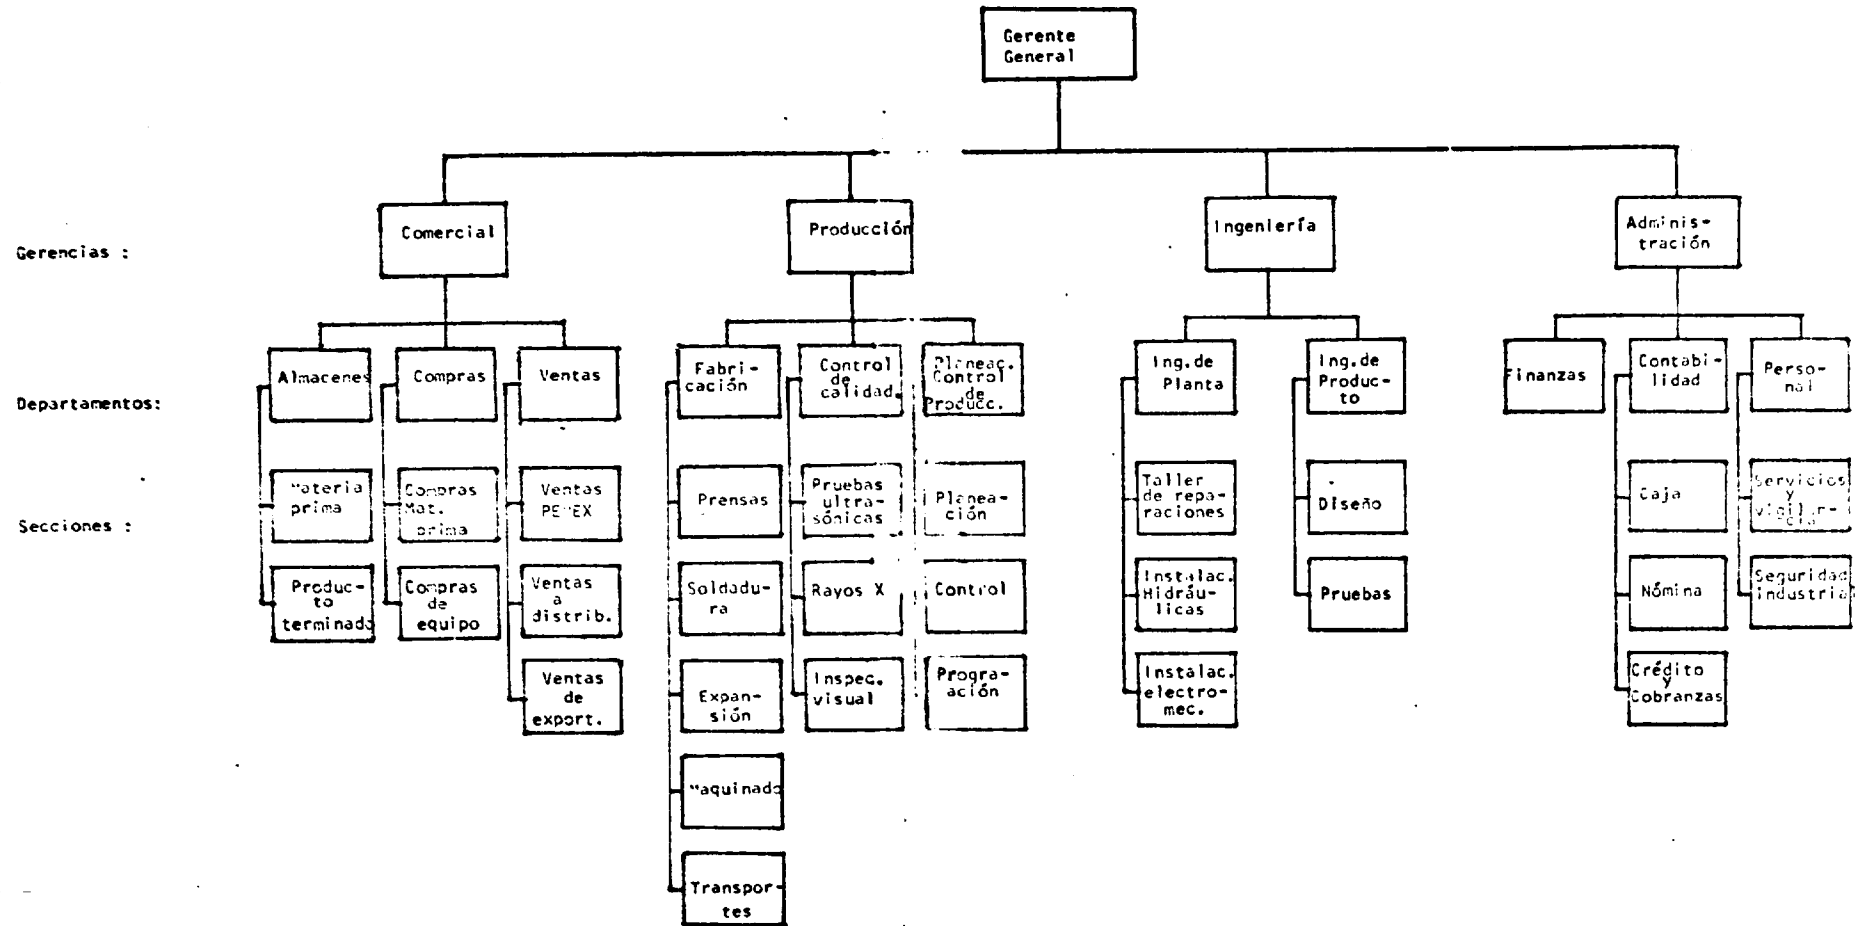 Gerente
General
Gerencias :
Comercial
Producción
Ingeniería
Adminis-
tración
Departamentos:
Almacenes
Compras
Ventas
Fabri-
cación
Control
de
calidad.
Planeac.
Control
de
Producc.
Ing.de
Planta
Ing.de
Produc-
to
Finanzas
Contabi-
lidad
Perso-
nal
Secciones :
Materia
prima
Compras
Mat.
prima
Ventas
PEMEX
Prensas
Pruebas
ultra-
sónicas
Planea-
ción
Taller
de repa-
raciones
Diseño
Caja
Servicios
y
vigilan-
cia
Produc-
to
terminado
Compras
de
equipo
Ventas
a
distrib.
Soldadu-
ra
Rayos X
Control
Instalac.
Hidráu-
licas
Pruebas
Nómina
Seguridad
industrial
Ventas
de
export.
Expan-
sión
Inspec.
visual
Progra-
ación
Instalac.
electro-
mec.
Crédito
y
Cobranzas
Maquinado
Transpor-
tes